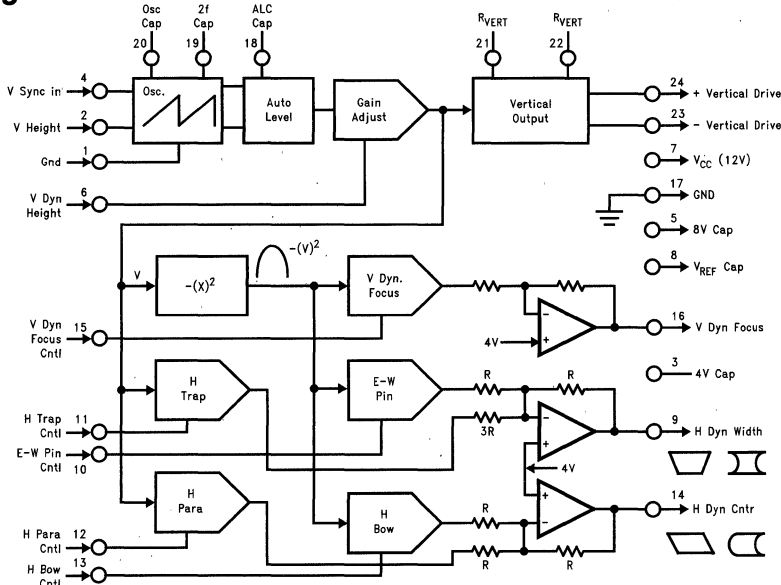 Osc Cap
2f Cap
ALC Cap
RVERT
RVERT
20
19
18
21
22
4
V Sync in
Osc.
Auto Level
Gain Adjust
Vertical Output
24
+ Vertical Drive
2
V Height
23
- Vertical Drive
1
Gnd
7
VCC (12V)
6
V Dyn Height
17
GND
5
8V Cap
8
VREF Cap
V
-(X)²
-(V)²
V Dyn. Focus
-
+
4V
16
V Dyn Focus
15
V Dyn Focus Cntl
3
4V Cap
H Trap
E-W Pin
R
R
3R
-
+
9
H Dyn Width
11
H Trap Cntl
E-W Pin Cntl
10
4V
H Para
H Bow
R
R
R
+
-
14
H Dyn Cntr
12
H Para Cntl
13
H Bow Cntl